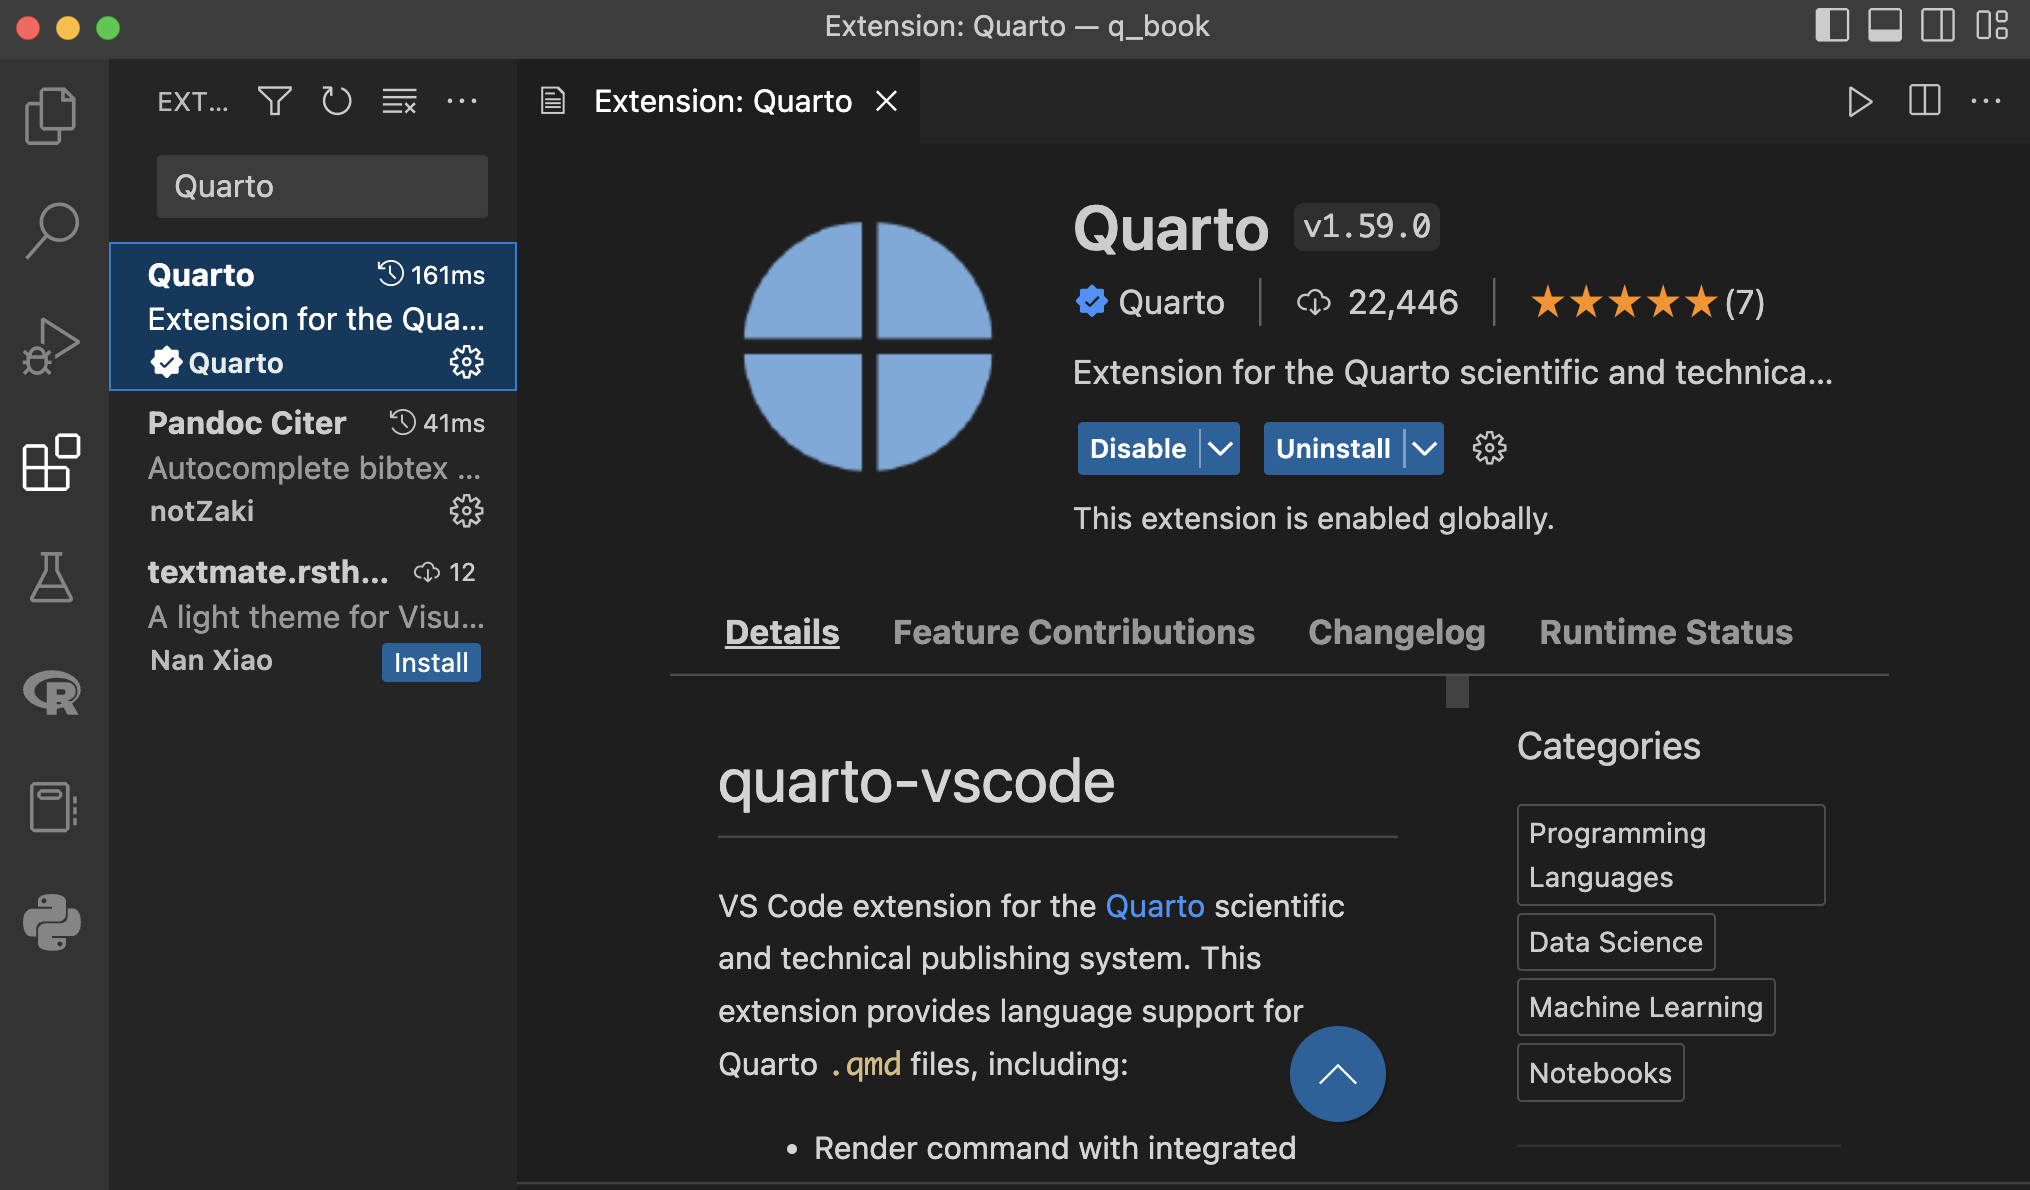 Extension: Quarto — q_book
EXT...
Extension: Quarto
Quarto
Quarto 161ms
Extension for the Qua...
Quarto
Pandoc Citer 41ms
Autocomplete bibtex ...
notZaki
textmate.rsth... 12
A light theme for Visu...
Nan Xiao Install
Quarto v1.59.0
Quarto 22,446 (7)
Extension for the Quarto scientific and technica...
Disable Uninstall
This extension is enabled globally.
Details Feature Contributions Changelog Runtime Status
quarto-vscode
VS Code extension for the Quarto scientific
and technical publishing system. This
extension provides language support for
Quarto .qmd files, including:
• Render command with integrated
Categories
Programming
Languages
Data Science
Machine Learning
Notebooks